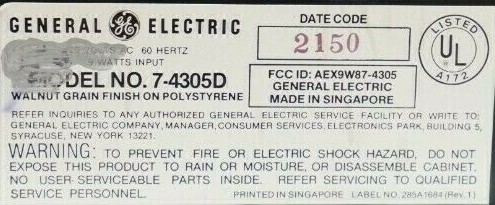 GENERAL GE ELECTRIC
VOLTS AC 60 HERTZ
WATTS INPUT
MODEL NO. 7-4305D
WALNUT GRAIN FINISH ON POLYSTYRENE
DATE CODE
2150
FCC ID: AEX9W87-4305
GENERAL ELECTRIC
MADE IN SINGAPORE
LISTED
UL
A172
REFER INQUIRIES TO ANY AUTHORIZED GENERAL ELECTRIC SERVICE FACILITY OR WRITE TO:
GENERAL ELECTRIC COMPANY, MANAGER, CONSUMER SERVICES, ELECTRONICS PARK, BUILDING 5,
SYRACUSE, NEW YORK 13221.
WARNING: TO PREVENT FIRE OR ELECTRIC SHOCK HAZARD, DO NOT
EXPOSE THIS PRODUCT TO RAIN OR MOISTURE, OR DISASSEMBLE CABINET,
NO USER-SERVICEABLE PARTS INSIDE. REFER SERVICING TO QUALIFIED
SERVICE PERSONNEL.
PRINTED IN SINGAPORE LABEL NO. 285A1684 (Rev. 1)